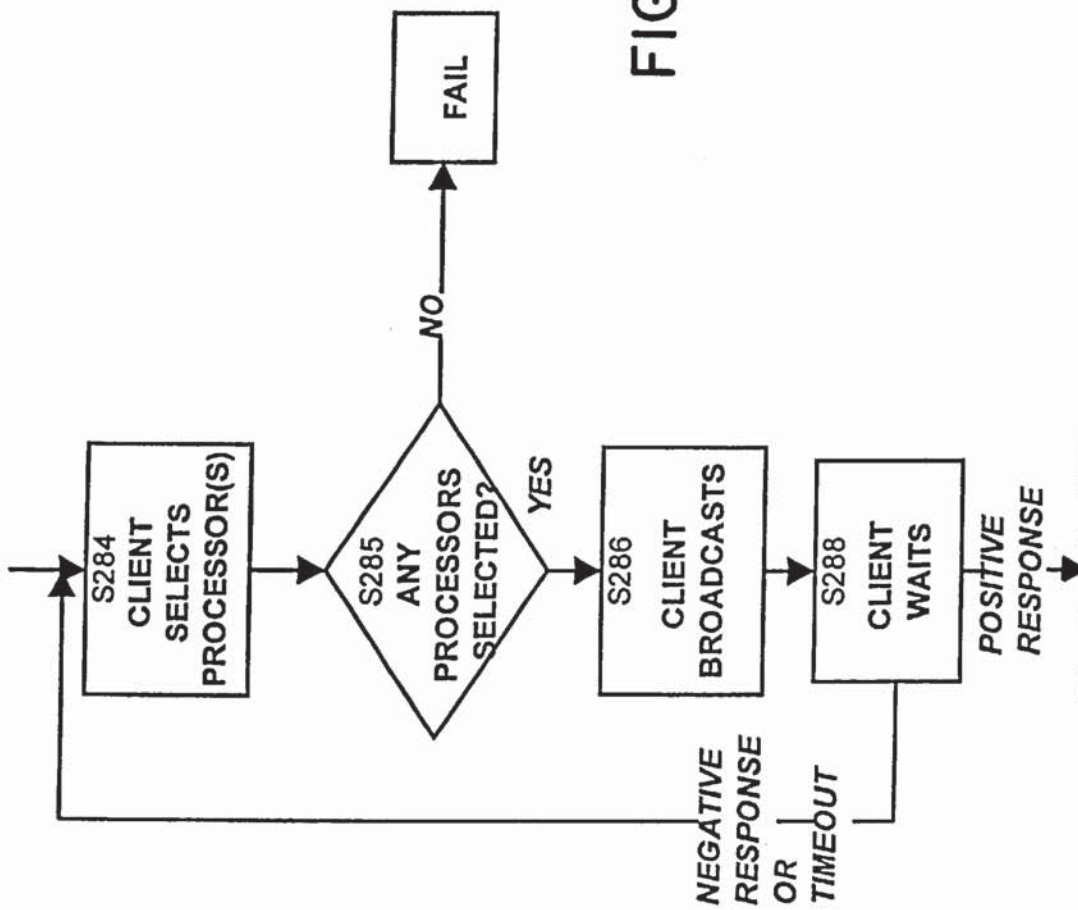 S284
CLIENT
SELECTS
PROCESSOR(S)
S285
ANY
PROCESSORS
SELECTED?
NO
FAIL
YES
S286
CLIENT
BROADCASTS
S288
CLIENT
WAITS
NEGATIVE
RESPONSE
OR
TIMEOUT
POSITIVE
RESPONSE
FIG